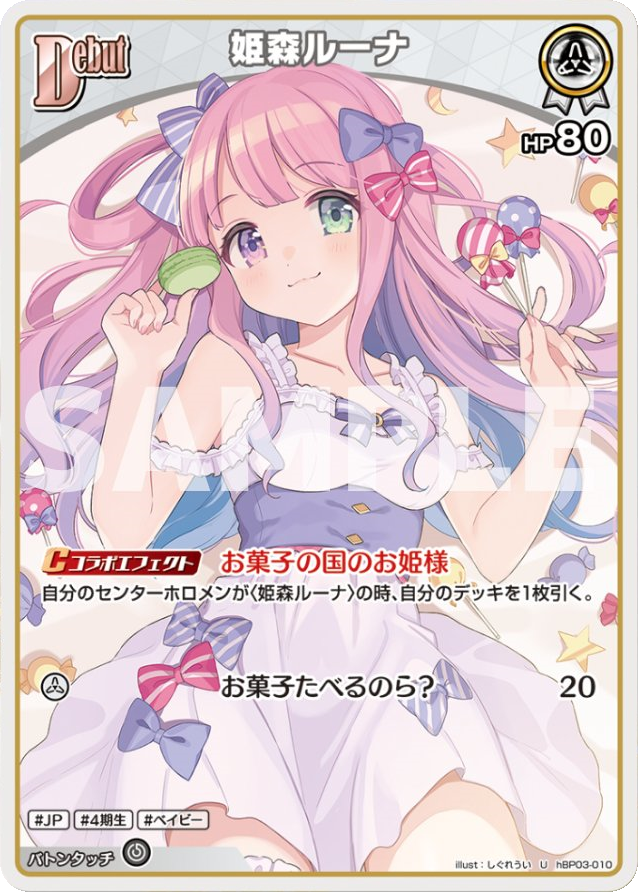 Debut
姫森ルーナ
HP80
SAMPLE
Cコラボエフェクト お菓子の国のお姫様
自分のセンターホロメンが〈姫森ルーナ〉の時、自分のデッキを1枚引く。
お菓子たべるのら? 20
#JP #4期生 #ベイビー
バトンタッチ
illust：しぐれうい U hBP03-010